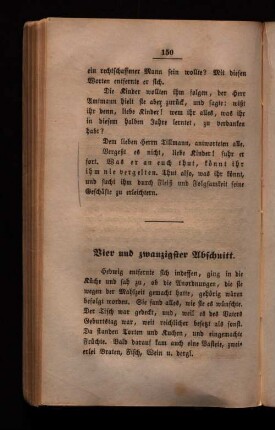 150
ein rechtschaffener Mann sein wollte? Mit diesen
Worten entfernte er sich.
Die Kinder wollten ihm folgen, der Herr
Amtmann hielt sie aber zurück, und sagte: wißt
ihr denn, liebe Kinder! wem ihr alles, was ihr
in diesem halben Jahre lerntet, zu verdanken
habt?
Dem lieben Herrn Tillmann, antworteten alle.
Vergeßt es nicht, liebe Kinder! fuhr er
fort. Was er an euch thut, könnt ihr
ihm nie vergelten. Thut also, was ihr könnt,
und sucht ihm durch Fleiß und Folgsamkeit seine
Geschäfte zu erleichtern.
Vier und zwanzigster Abschnitt.
Hedwig entfernte sich indessen, ging in die
Küche und sah zu, ob die Anordnungen, die sie
wegen der Mahlzeit gemacht hatte, gehörig wären
befolgt worden. Sie fand alles, wie sie es wünschte.
Der Tisch war gedeckt, und, weil es des Vaters
Geburtstag war, weit reichlicher besetzt als sonst.
Da standen Torten und Kuchen, und eingemachte
Früchte. Bald darauf kam auch eine Pastete, zwei-
erlei Braten, Fisch, Wein u. dergl.